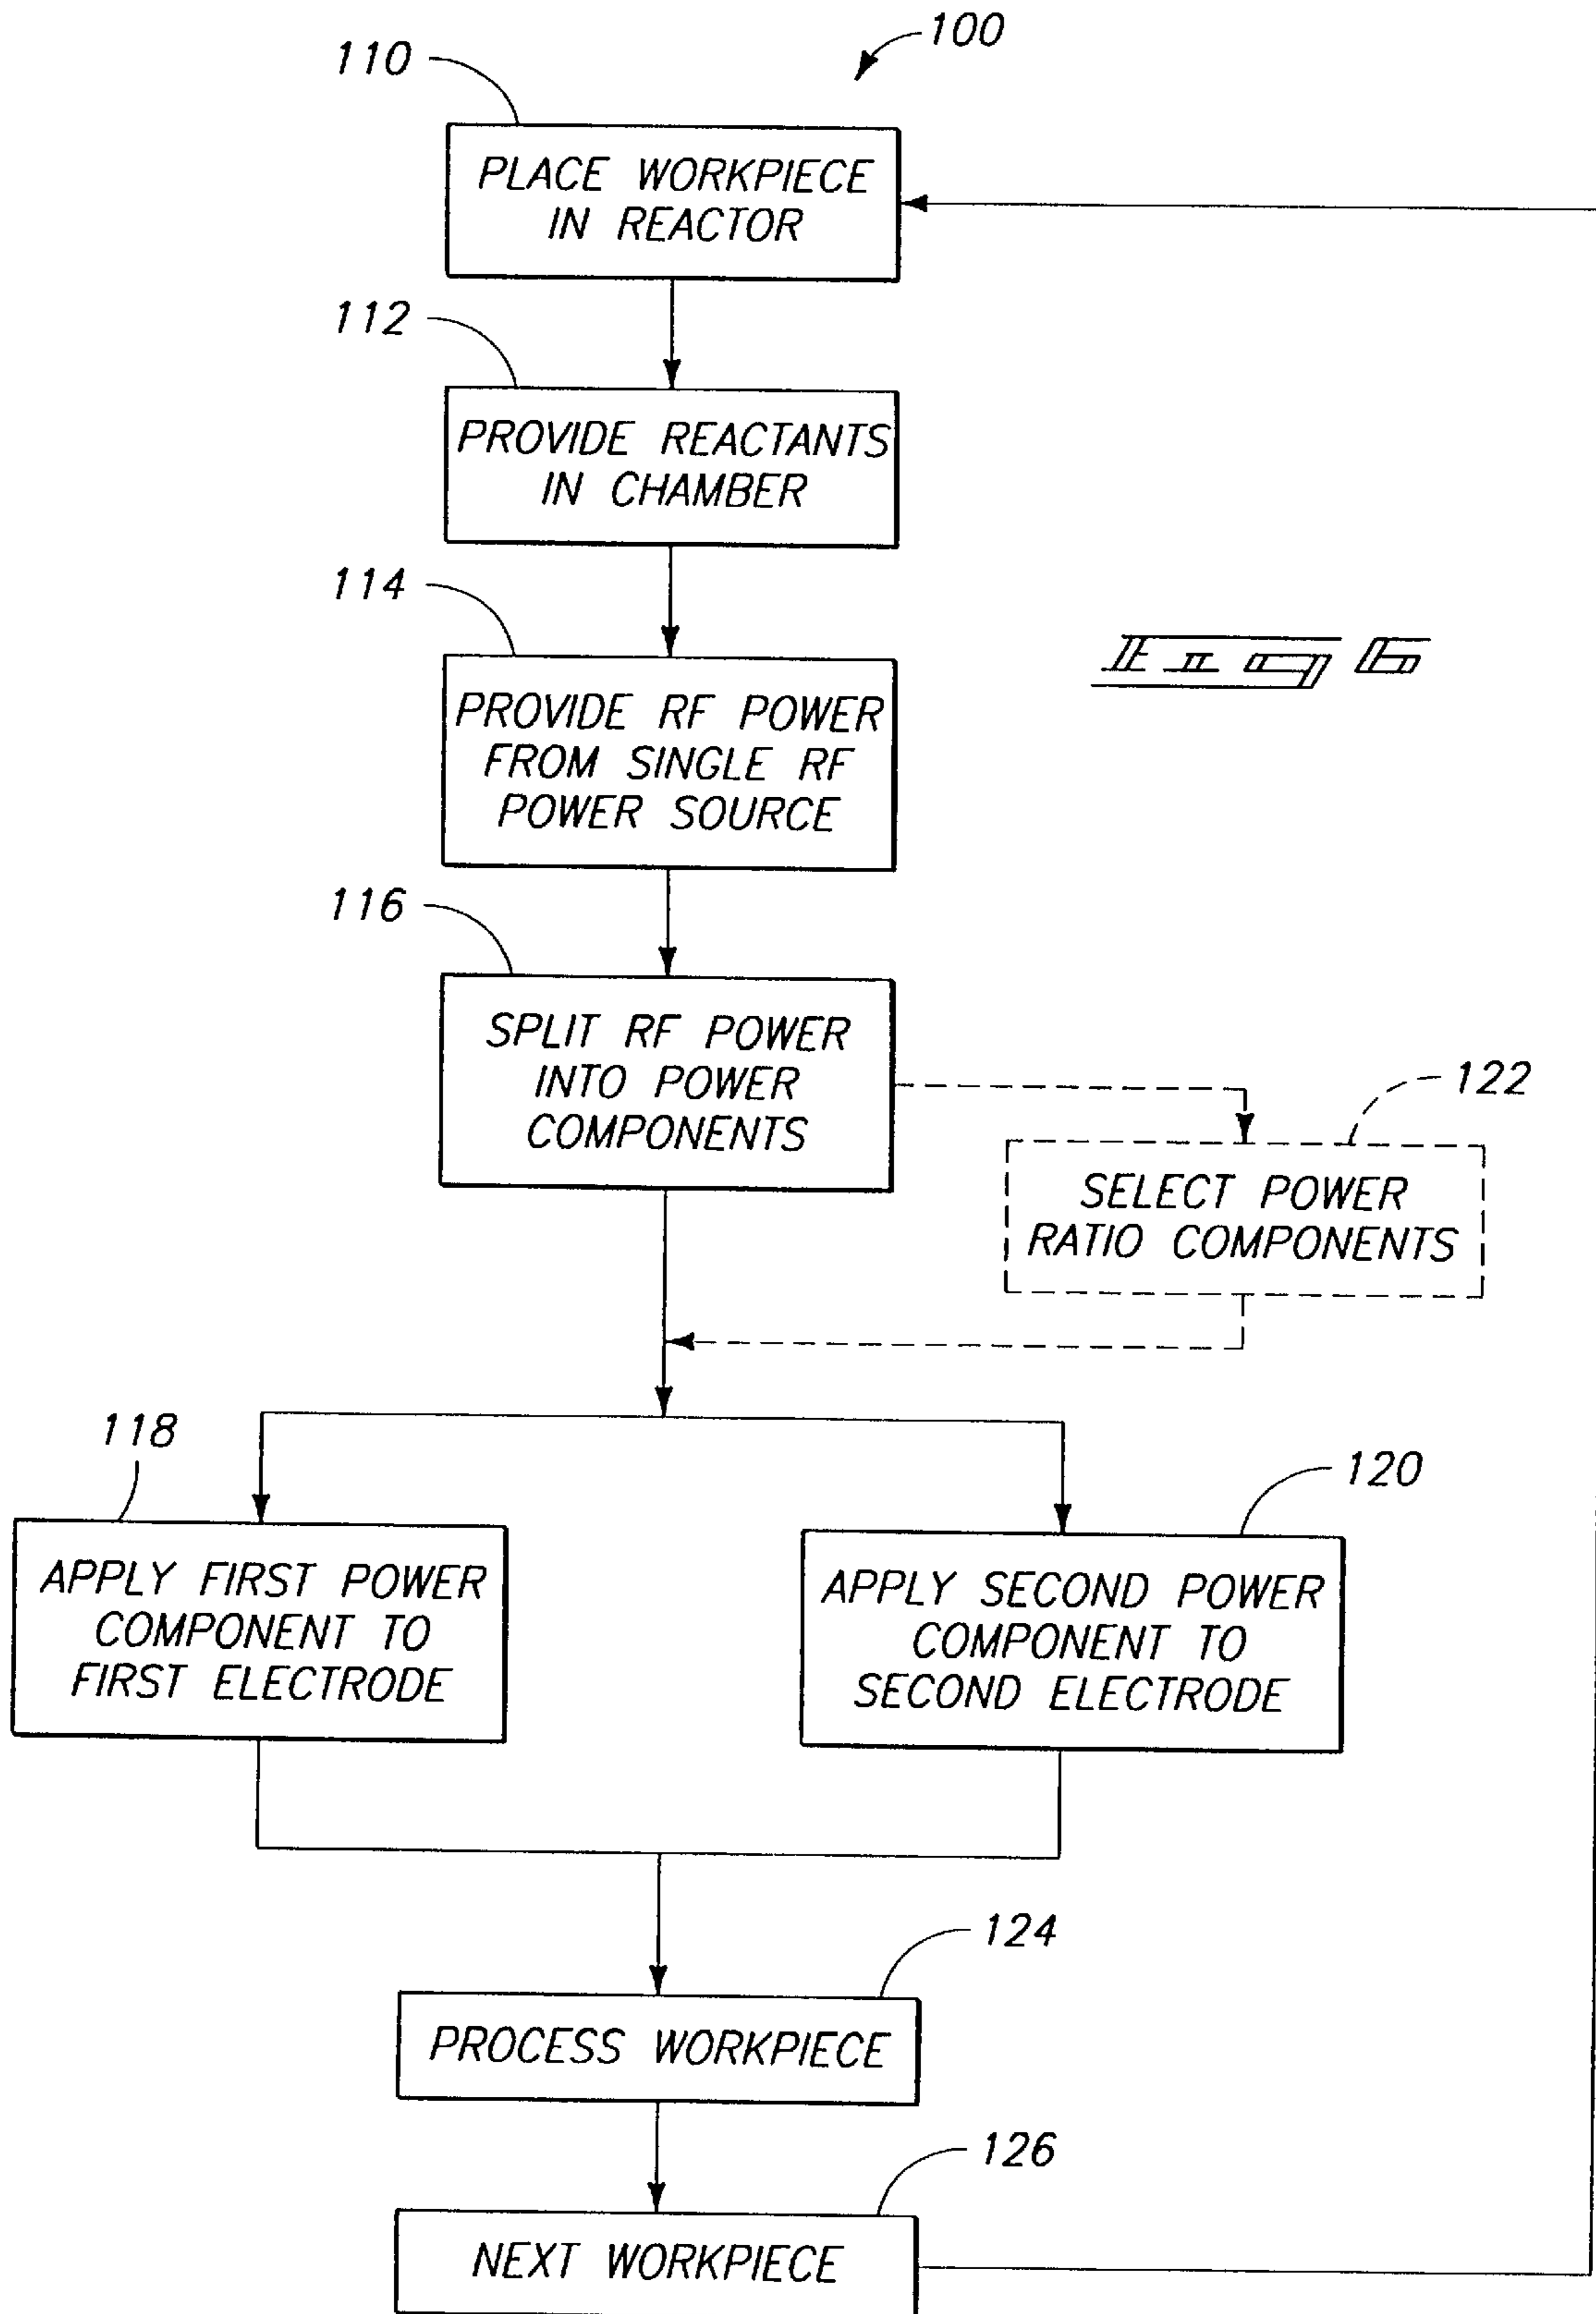 100
110
PLACE WORKPIECE
IN REACTOR
112
PROVIDE REACTANTS
IN CHAMBER
114
PROVIDE RF POWER
FROM SINGLE RF
POWER SOURCE
Fig 6
116
SPLIT RF POWER
INTO POWER
COMPONENTS
122
SELECT POWER
RATIO COMPONENTS
118
APPLY FIRST POWER
COMPONENT TO
FIRST ELECTRODE
120
APPLY SECOND POWER
COMPONENT TO
SECOND ELECTRODE
124
PROCESS WORKPIECE
126
NEXT WORKPIECE